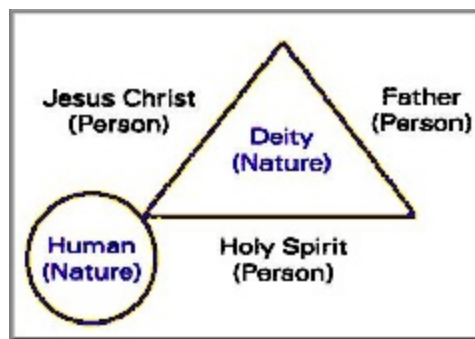 Jesus Christ
(Person)
Father
(Person)
Deity
(Nature)
Human
(Nature)
Holy Spirit
(Person)